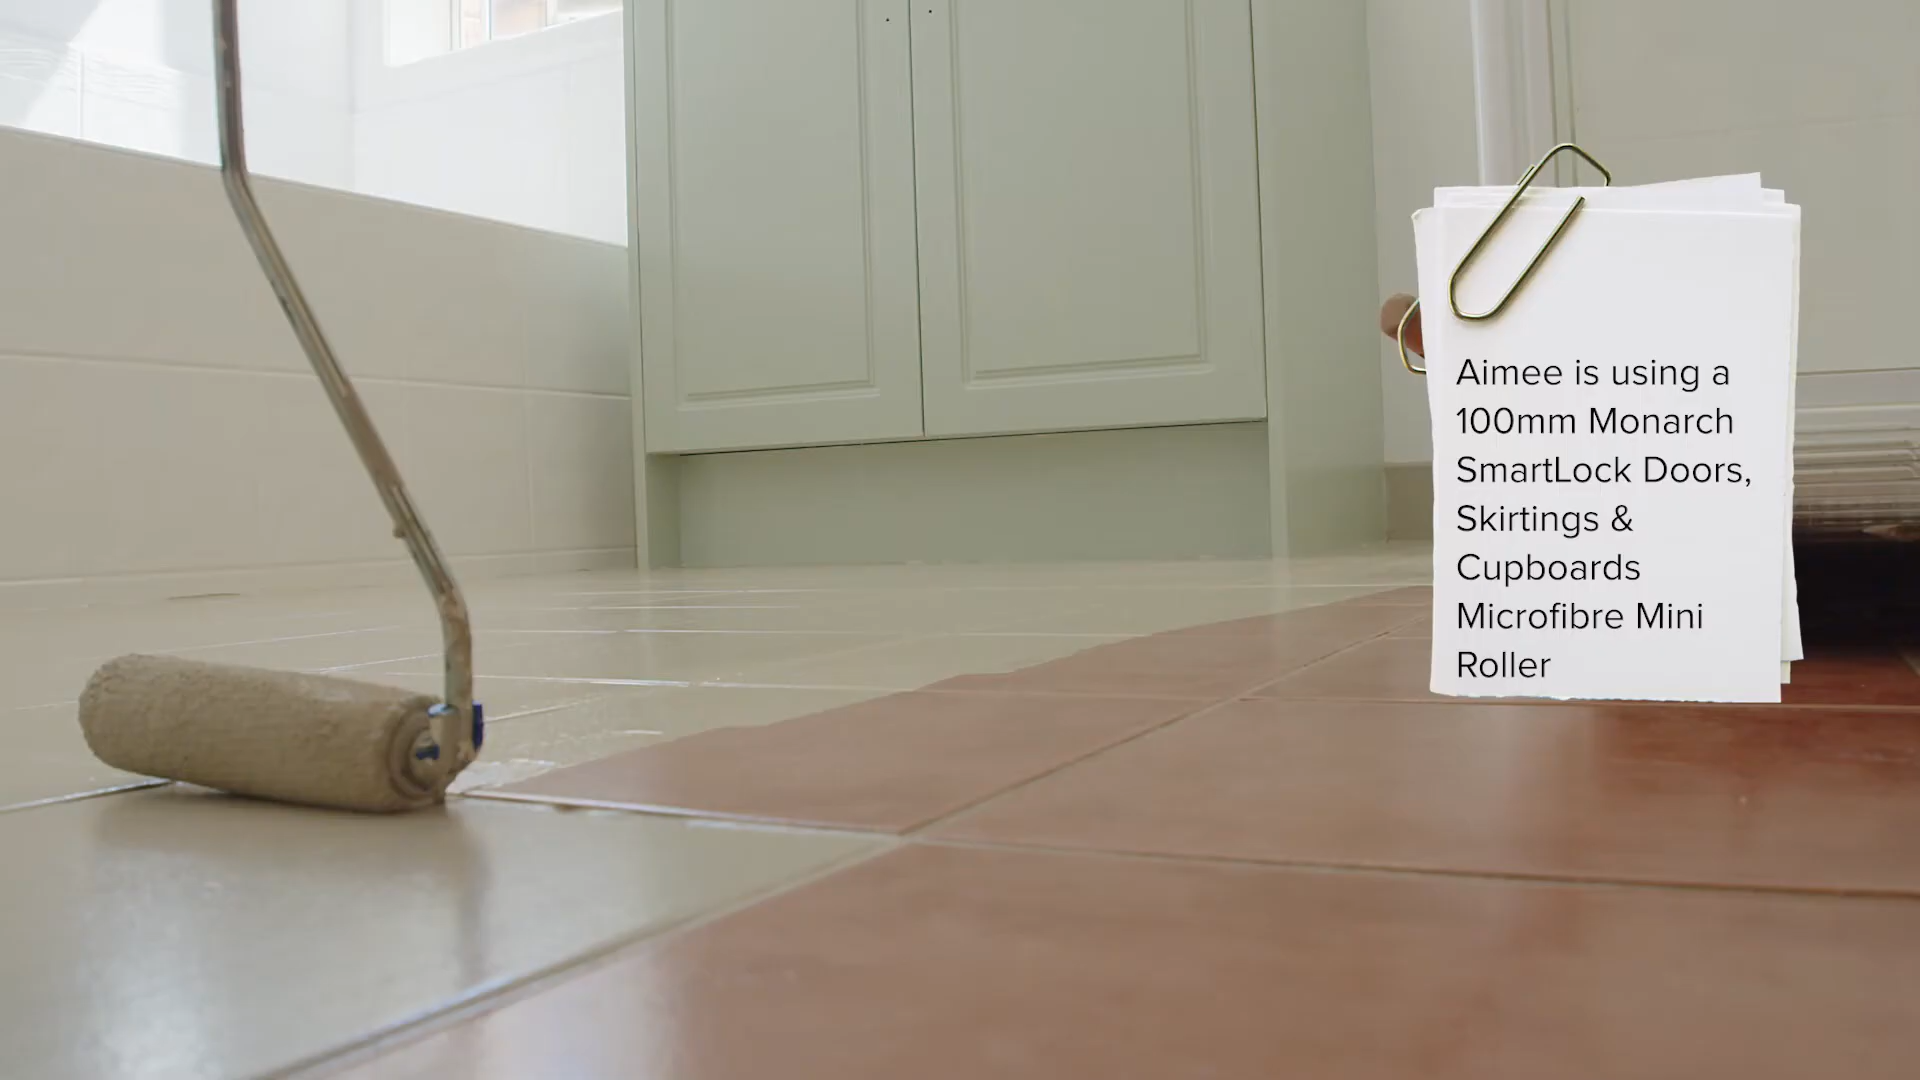 Aimee is using a
100mm Monarch
SmartLock Doors,
Skirtings &
Cupboards
Microfibre Mini
Roller